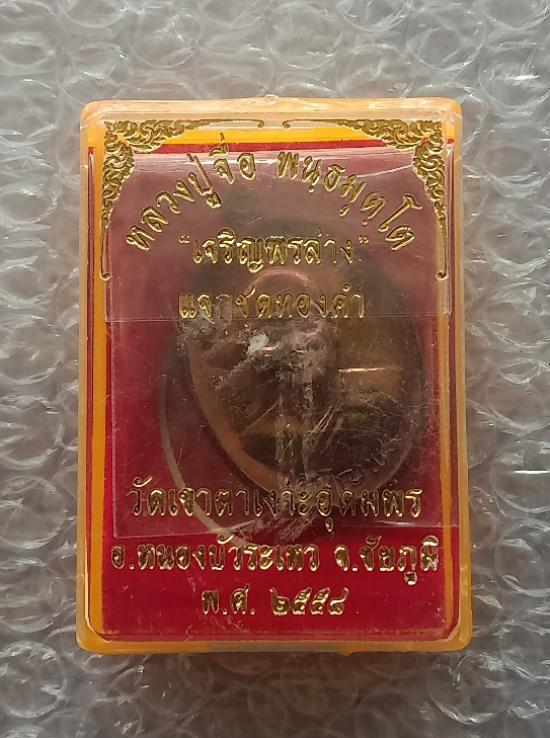 หลวงปู่จื่อ พนฺธมุตฺโต
"เจริญพรล่าง"
แจกชุดทองคำ
วัดเขาตาเงาะอุดมพร
อ.หนองบัวระเหว จ.ชัยภูมิ
พ.ศ. ๒๕๕๘